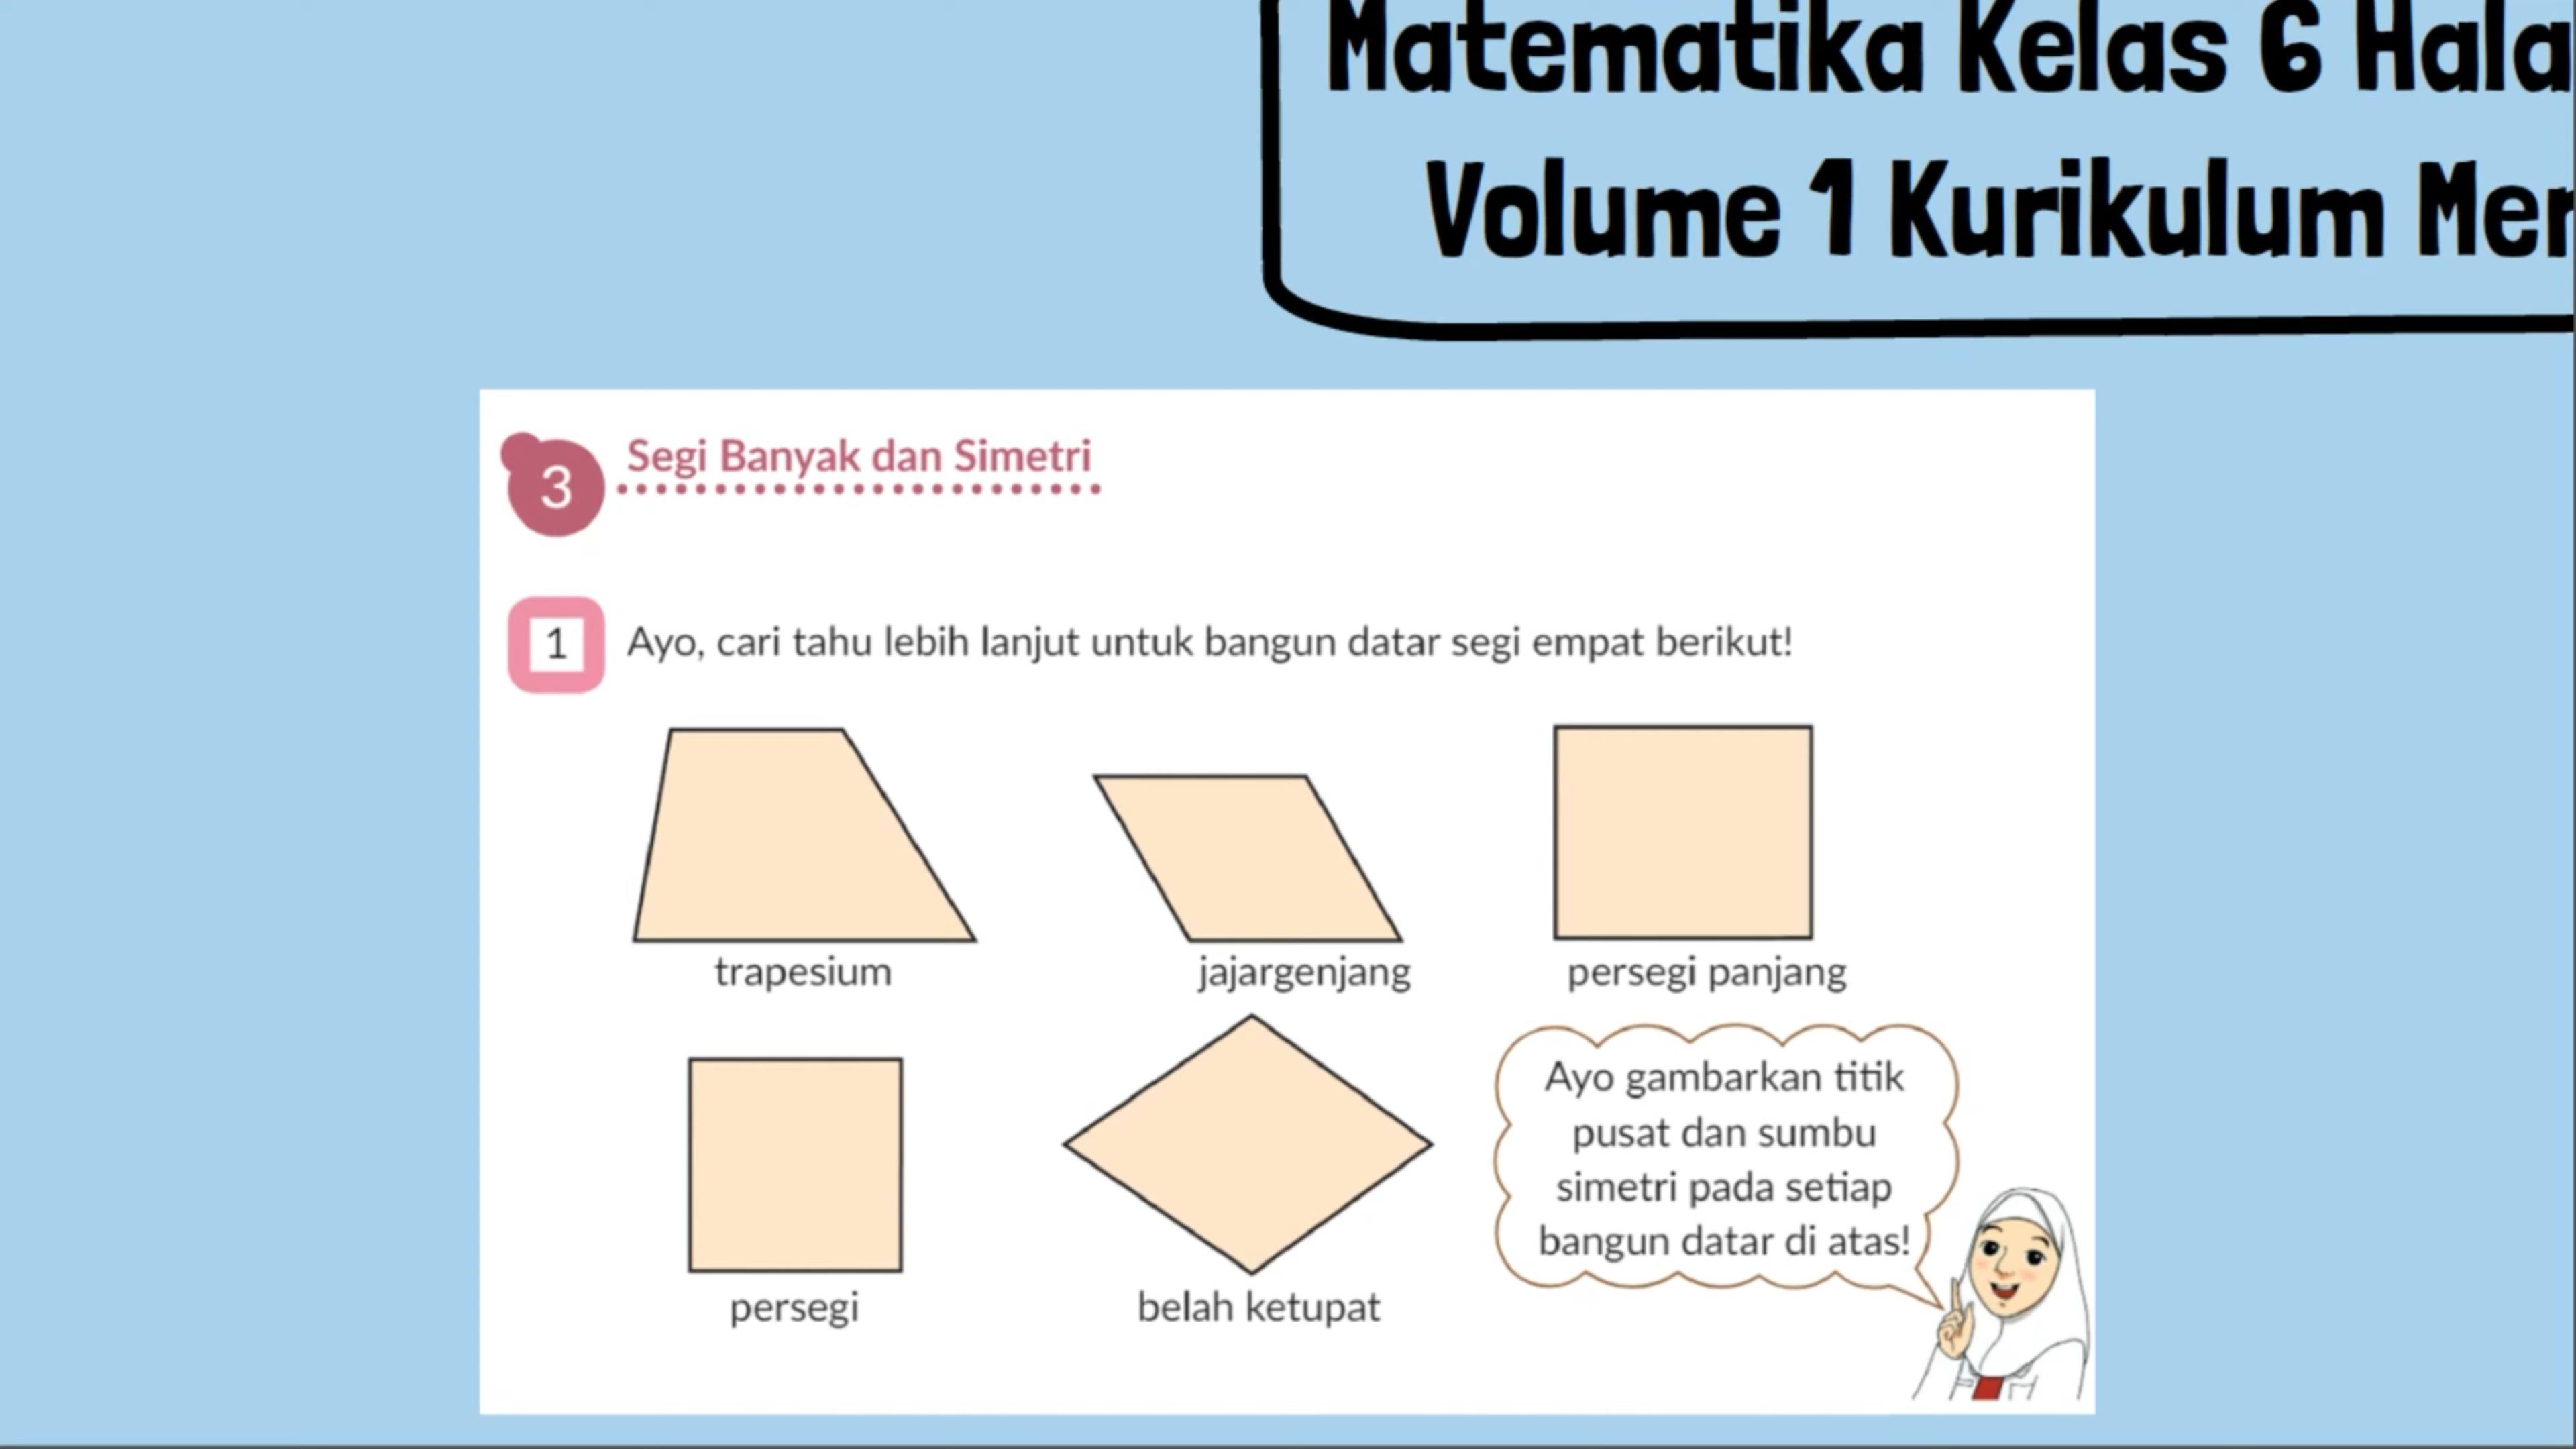 Matematika Kelas 6 Hala
Volume 1 Kurikulum Mer
3
Segi Banyak dan Simetri
1
Ayo, cari tahu lebih lanjut untuk bangun datar segi empat berikut!
trapesium
jajargenjang
persegi panjang
persegi
belah ketupat
Ayo gambarkan titik
pusat dan sumbu
simetri pada setiap
bangun datar di atas!